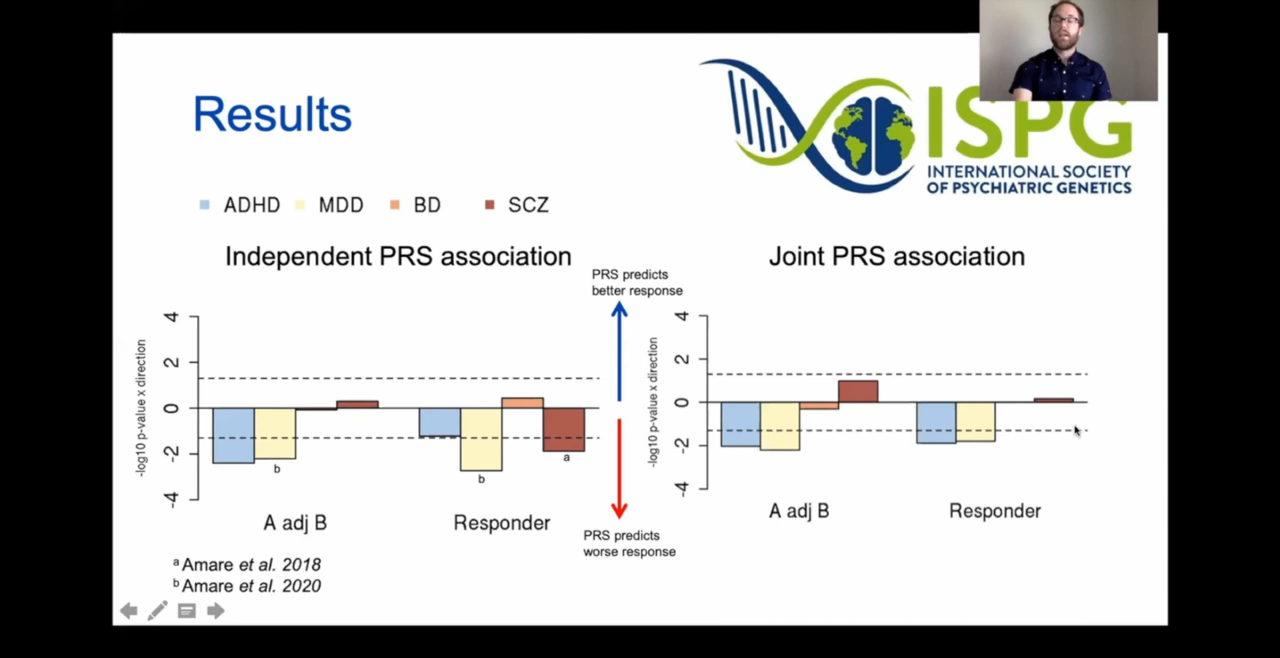 Results
ISPG
INTERNATIONAL SOCIETY
OF PSYCHIATRIC GENETICS
ADHD MDD BD SCZ
Independent PRS association
PRS predicts
better response
Joint PRS association
-log10 p-value x direction
4
2
0
-2
-4
b
b
a
A adj B
Responder
PRS predicts
worse response
-log10 p-value x direction
4
2
0
-2
-4
A adj B
Responder
a Amare et al. 2018
b Amare et al. 2020